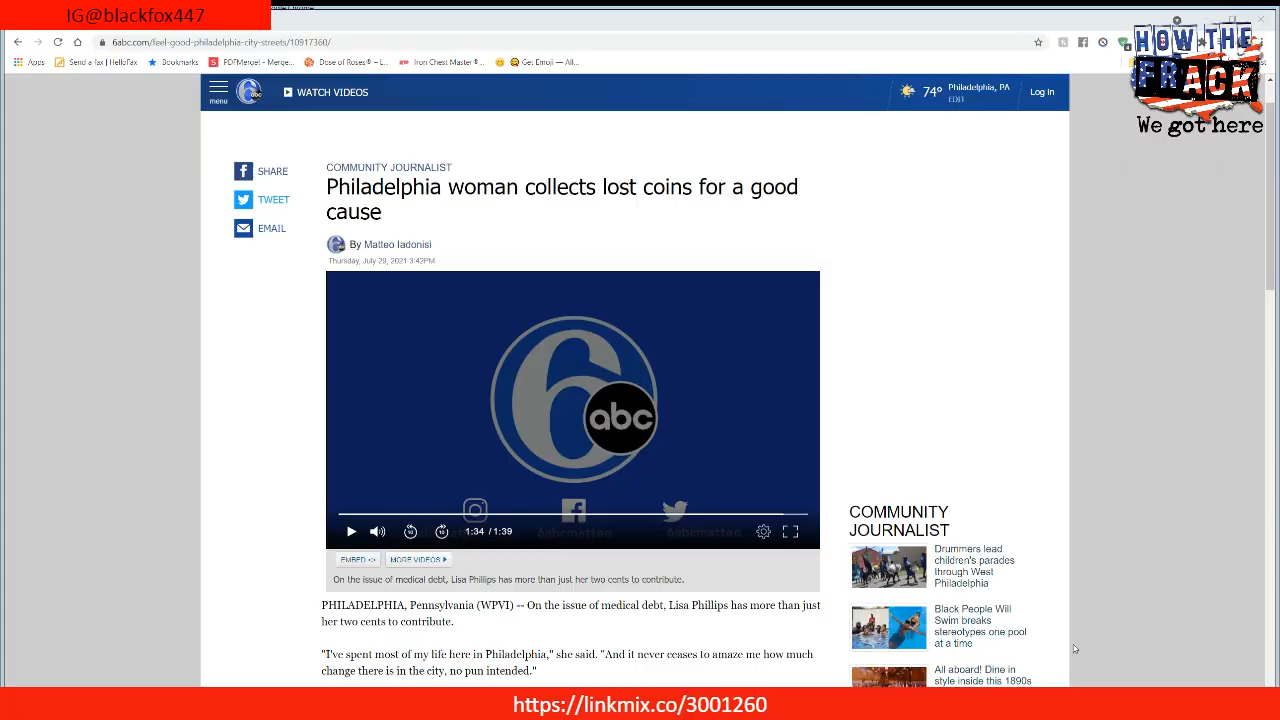 IG@blackfox447
6abc.com/feel-good-philadelphia-city-streets/10917360/
Apps
Send a fax | HelloFax
Bookmarks
PDFMerge! - Merge...
Dose of Roses® – L...
Iron Chest Master® ...
Get Emoji — All...
HOW THE
FRACK
We got here
menu
6abc
WATCH VIDEOS
74°
Philadelphia, PA
EDIT
Log In
SHARE
TWEET
EMAIL
COMMUNITY JOURNALIST
Philadelphia woman collects lost coins for a good
cause
By Matteo Iadonisi
Thursday, July 29, 2021 3:42PM
6
abc
6abcmatteo
6abcmatteo
10
10
1:34 / 1:39
EMBED <>
MORE VIDEOS
On the issue of medical debt, Lisa Phillips has more than just her two cents to contribute.
PHILADELPHIA, Pennsylvania (WPVI) -- On the issue of medical debt, Lisa Phillips has more than just
her two cents to contribute.
"I've spent most of my life here in Philadelphia," she said. "And it never ceases to amaze me how much
change there is in the city, no pun intended."
COMMUNITY
JOURNALIST
Drummers lead
children's parades
through West
Philadelphia
Black People Will
Swim breaks
stereotypes one pool
at a time
All aboard! Dine in
style inside this 1890s
https://linkmix.co/3001260